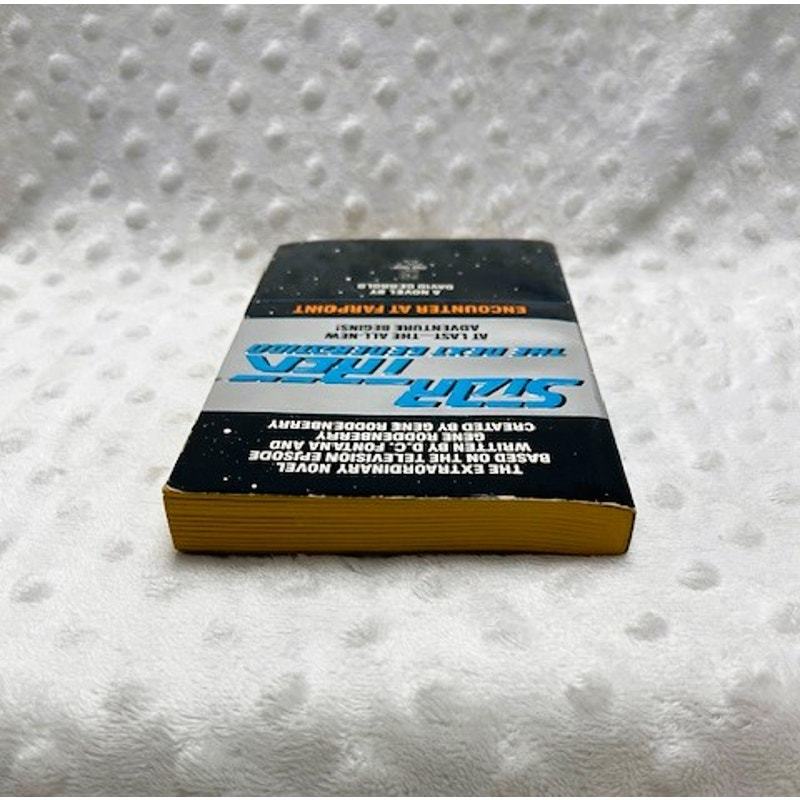 THE EXTRAORDINARY NOVEL
BASED ON THE TELEVISION EPISODE
WRITTEN BY D.C. FONTANA AND
GENE RODDENBERRY
CREATED BY GENE RODDENBERRY
STAR TREK
THE NEXT GENERATION
AT LAST—THE ALL-NEW
ADVENTURE BEGINS!
ENCOUNTER AT FARPOINT
A NOVEL BY
DAVID GERROLD